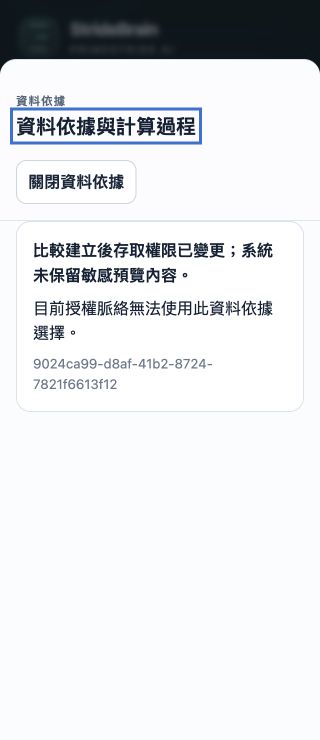 StrideBrain
資料依據
資料依據與計算過程
關閉資料依據
比較建立後存取權限已變更；系統
未保留敏感預覽內容。
目前授權脈絡無法使用此資料依據
選擇。
9024ca99-d8af-41b2-8724-
7821f6613f12